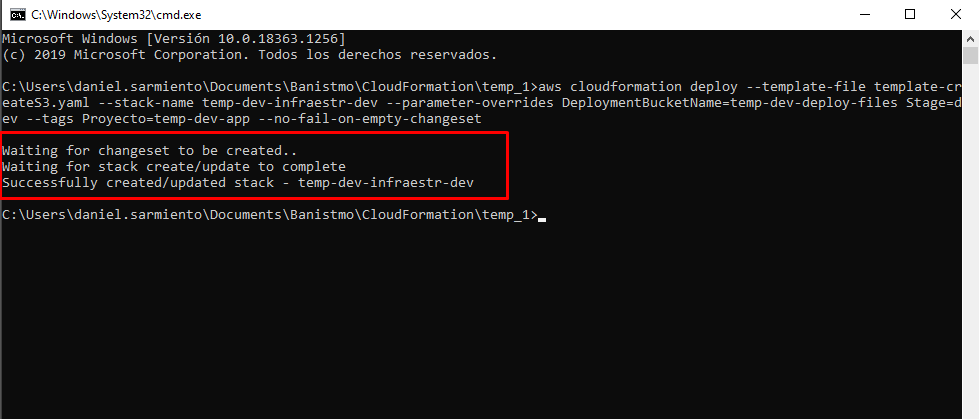 C:\Windows\System32\cmd.exe
Microsoft Windows [Versión 10.0.18363.1256]
(c) 2019 Microsoft Corporation. Todos los derechos reservados.
C:\Users\daniel.sarmiento\Documents\Banistmo\CloudFormation\temp_1>aws cloudformation deploy --template-file template-cr
eateS3.yaml --stack-name temp-dev-infraestr-dev --parameter-overrides DeploymentBucketName=temp-dev-deploy-files Stage=d
ev --tags Proyecto=temp-dev-app --no-fail-on-empty-changeset
Waiting for changeset to be created..
Waiting for stack create/update to complete
Successfully created/updated stack - temp-dev-infraestr-dev
C:\Users\daniel.sarmiento\Documents\Banistmo\CloudFormation\temp_1>